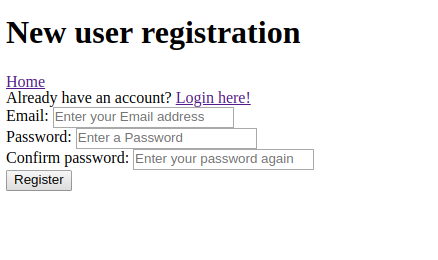 New user registration
Home
Already have an account? Login here!
Email: Enter your Email address
Password: Enter a Password
Confirm password: Enter your password again
Register